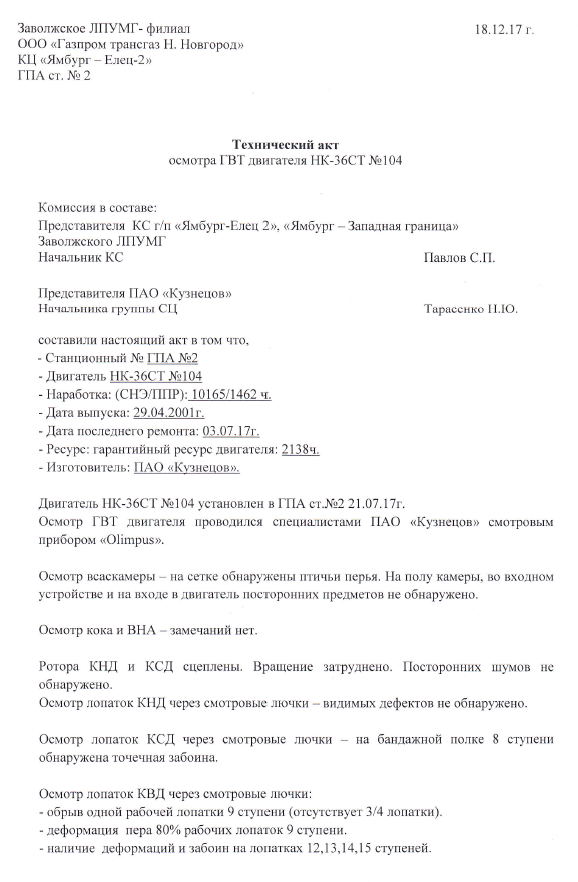 Заволжское ЛПУМГ- филиал 18.12.17 г.
ООО «Газпром трансгаз Н. Новгород»
КЦ «Ямбург – Елец-2»
ГПА ст. № 2
Технический акт
осмотра ГВТ двигателя НК-36СТ №104
Комиссия в составе:
Представителя КС г/п «Ямбург-Елец 2», «Ямбург – Западная граница»
Заволжского ЛПУМГ
Начальник КС Павлов С.П.
Представителя ПАО «Кузнецов»
Начальника группы СЦ Тарасенко П.Ю.
составили настоящий акт в том что,
- Станционный № ГПА №2
- Двигатель НК-36СТ №104
- Наработка: (СНЭ/ППР): 10165/1462 ч.
- Дата выпуска: 29.04.2001г.
- Дата последнего ремонта: 03.07.17г.
- Ресурс: гарантийный ресурс двигателя: 2138ч.
- Изготовитель: ПАО «Кузнецов».
Двигатель НК-36СТ №104 установлен в ГПА ст.№2 21.07.17г.
Осмотр ГВТ двигателя проводился специалистами ПАО «Кузнецов» смотровым
прибором «Olimpus».
Осмотр всаскамеры – на сетке обнаружены птичьи перья. На полу камеры, во входном
устройстве и на входе в двигатель посторонних предметов не обнаружено.
Осмотр кока и ВНА – замечаний нет.
Ротора КНД и КСД сцеплены. Вращение затруднено. Посторонних шумов не
обнаружено.
Осмотр лопаток КНД через смотровые лючки – видимых дефектов не обнаружено.
Осмотр лопаток КСД через смотровые лючки – на бандажной полке 8 ступени
обнаружена точечная забоина.
Осмотр лопаток КВД через смотровые лючки:
- обрыв одной рабочей лопатки 9 ступени (отсутствует 3/4 лопатки).
- деформация пера 80% рабочих лопаток 9 ступени.
- наличие деформаций и забоин на лопатках 12,13,14,15 ступеней.